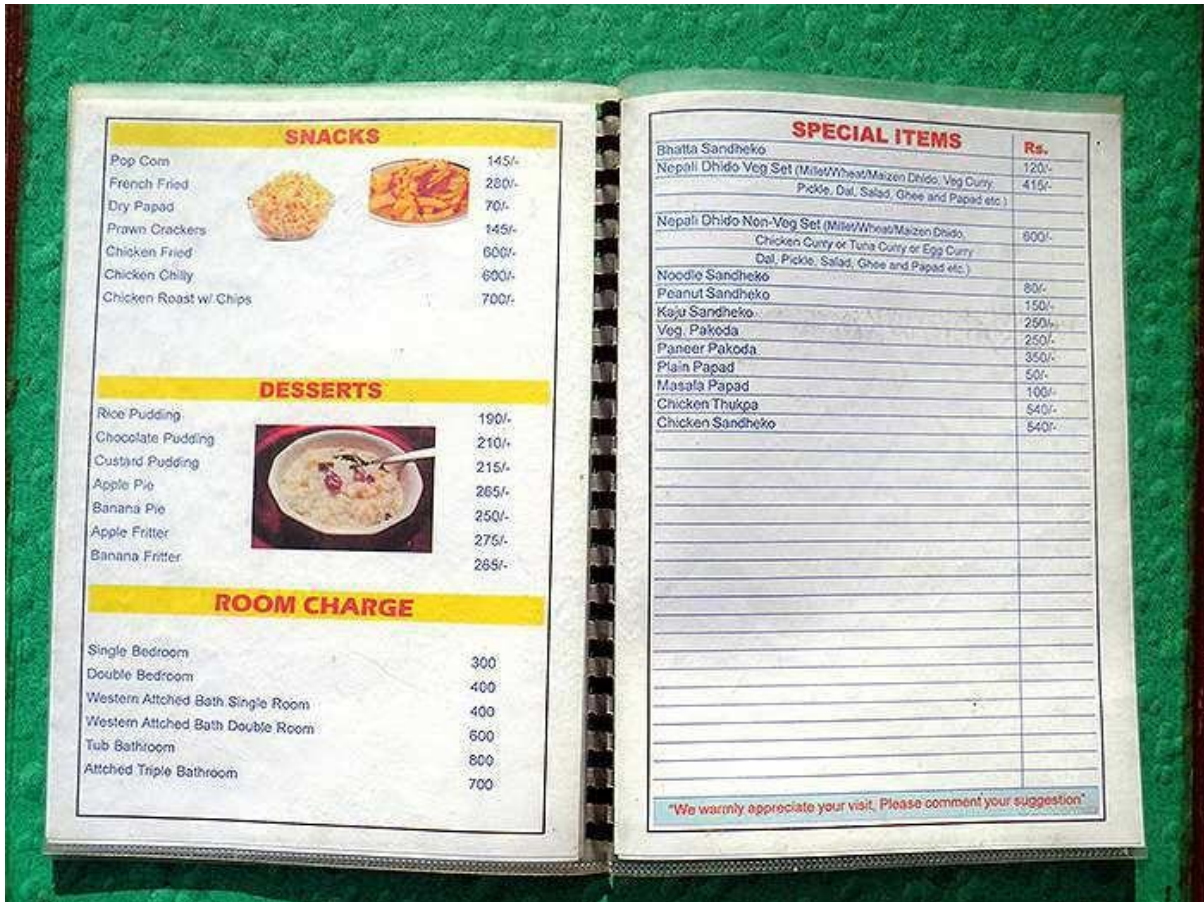 SNACKS
Pop Corn 145/-
French Fried 280/-
Dry Papad 70/-
Prawn Crackers 145/-
Chicken Fried 600/-
Chicken Chilly 600/-
Chicken Roast w/ Chips 700/-
DESSERTS
Rice Pudding 190/-
Chocolate Pudding 210/-
Custard Pudding 215/-
Apple Pie 265/-
Banana Pie 250/-
Apple Fritter 275/-
Banana Fritter 265/-
ROOM CHARGE
Single Bedroom 300
Double Bedroom 400
Western Attched Bath Single Room 400
Western Attched Bath Double Room 600
Tub Bathroom 800
Attched Triple Bathroom 700
SPECIAL ITEMS Rs.
Bhatta Sandheko 120/-
Nepali Dhido Veg Set (Millet/Wheat/Maizen Dhido, Veg Curry, 415/-
Pickle, Dal, Salad, Ghee and Papad etc.)
Nepali Dhido Non-Veg Set (Millet/Wheat/Maizen Dhido, 600/-
Chicken Curry or Tuna Curry or Egg Curry
Dal, Pickle, Salad, Ghee and Papad etc.)
Noodle Sandheko 80/-
Peanut Sandheko 150/-
Kaju Sandheko 250/-
Veg. Pakoda 250/-
Paneer Pakoda 350/-
Plain Papad 50/-
Masala Papad 100/-
Chicken Thukpa 540/-
Chicken Sandheko 540/-
"We warmly appreciate your visit, Please comment your suggestion"